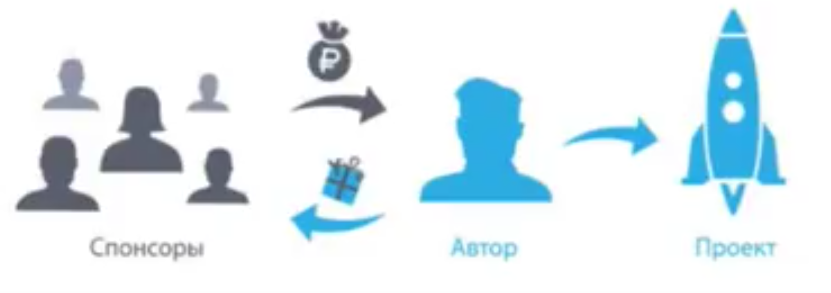 ₽
Спонсоры
Автор
Проект